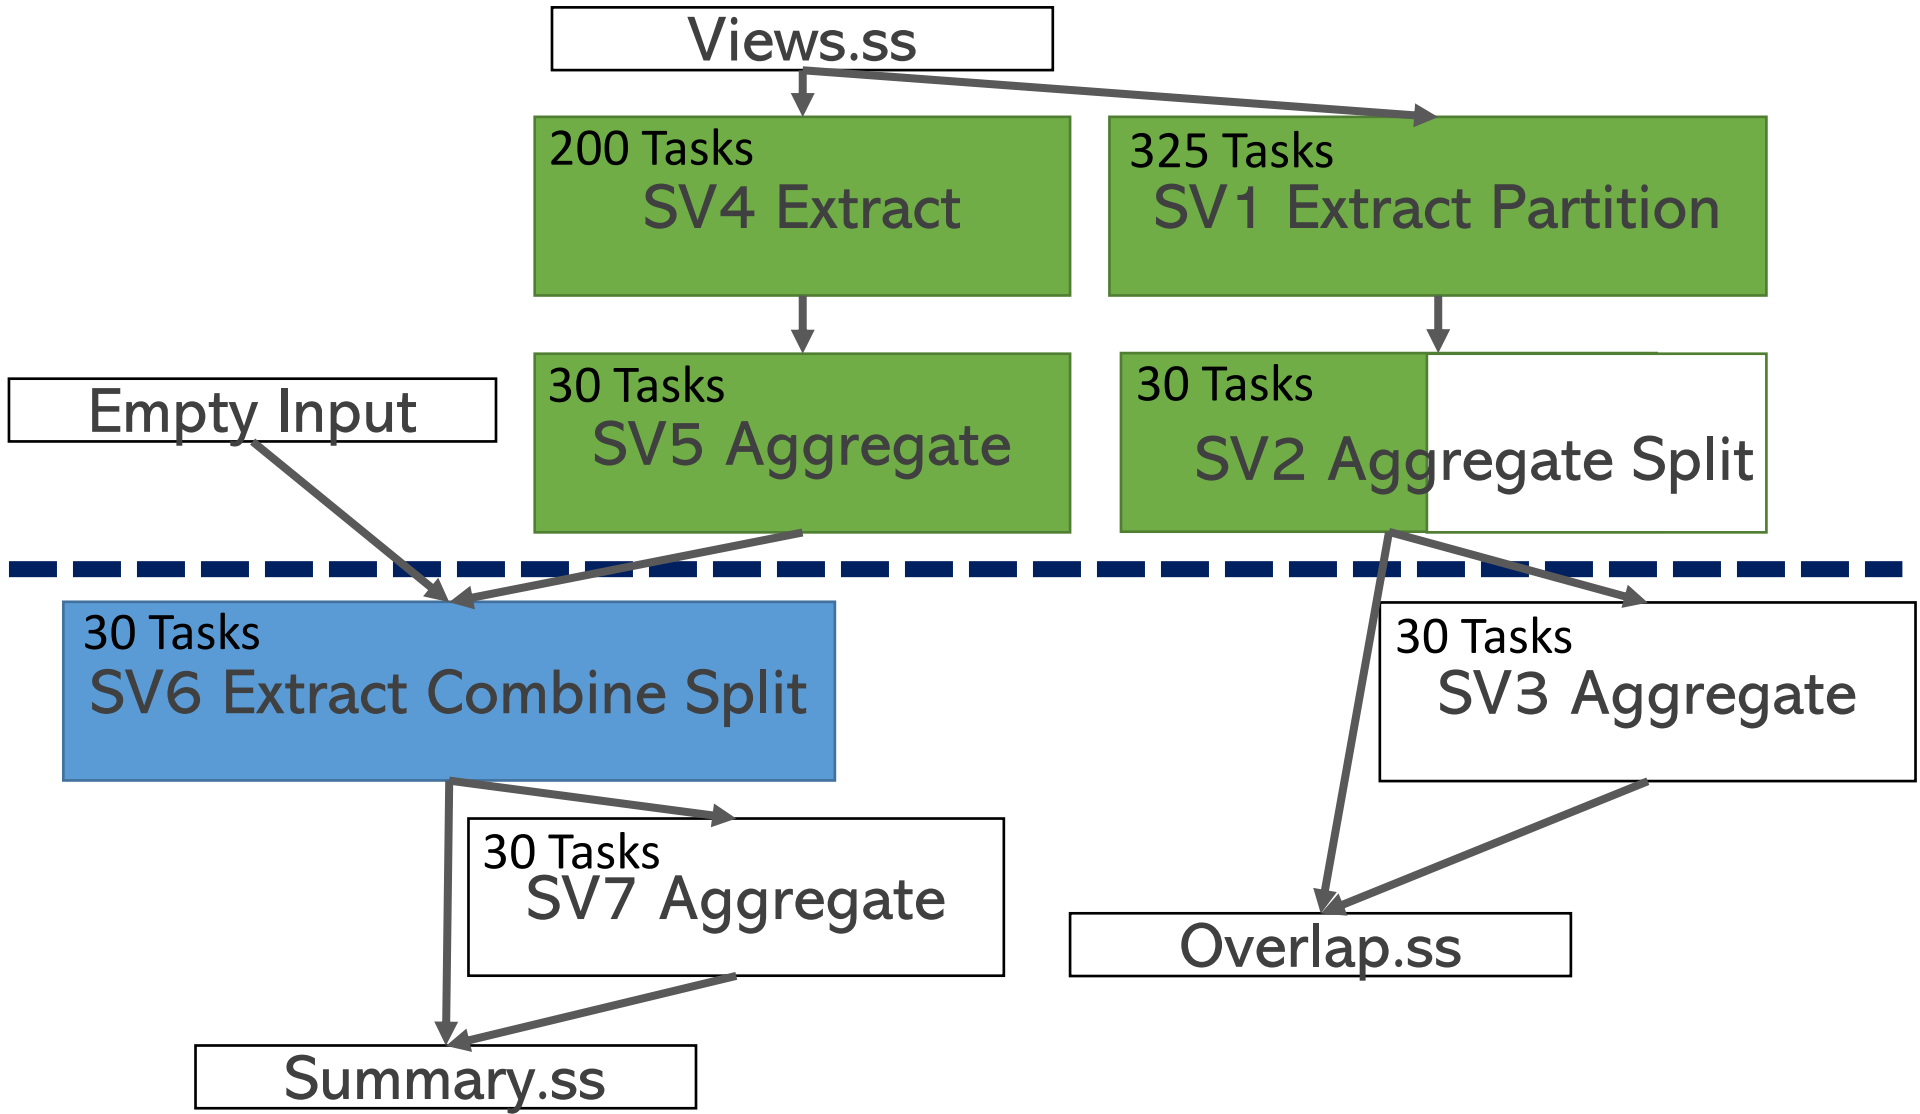 Views.ss
200 Tasks
SV4 Extract
325 Tasks
SV1 Extract Partition
Empty Input
30 Tasks
SV5 Aggregate
30 Tasks
SV2 Aggregate Split
30 Tasks
SV6 Extract Combine Split
30 Tasks
SV3 Aggregate
30 Tasks
SV7 Aggregate
Overlap.ss
Summary.ss